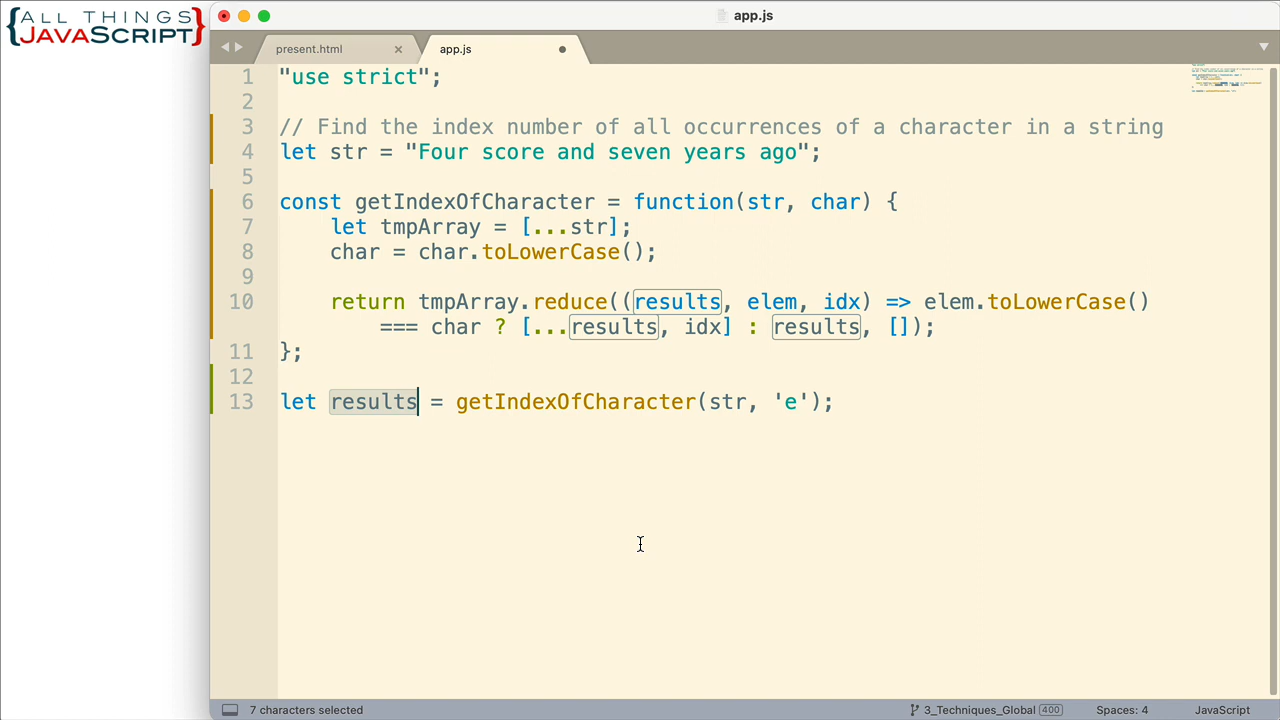 {ALL THINGS
JAVASCRIPT}
app.js
present.html
app.js
1 "use strict";
2
3 // Find the index number of all occurrences of a character in a string
4 let str = "Four score and seven years ago";
5
6 const getIndexOfCharacter = function(str, char) {
7     let tmpArray = [...str];
8     char = char.toLowerCase();
9
10     return tmpArray.reduce((results, elem, idx) => elem.toLowerCase()
        === char ? [...results, idx] : results, []);
11 };
12
13 let results = getIndexOfCharacter(str, 'e');
7 characters selected
3_Techniques_Global 400
Spaces: 4
JavaScript